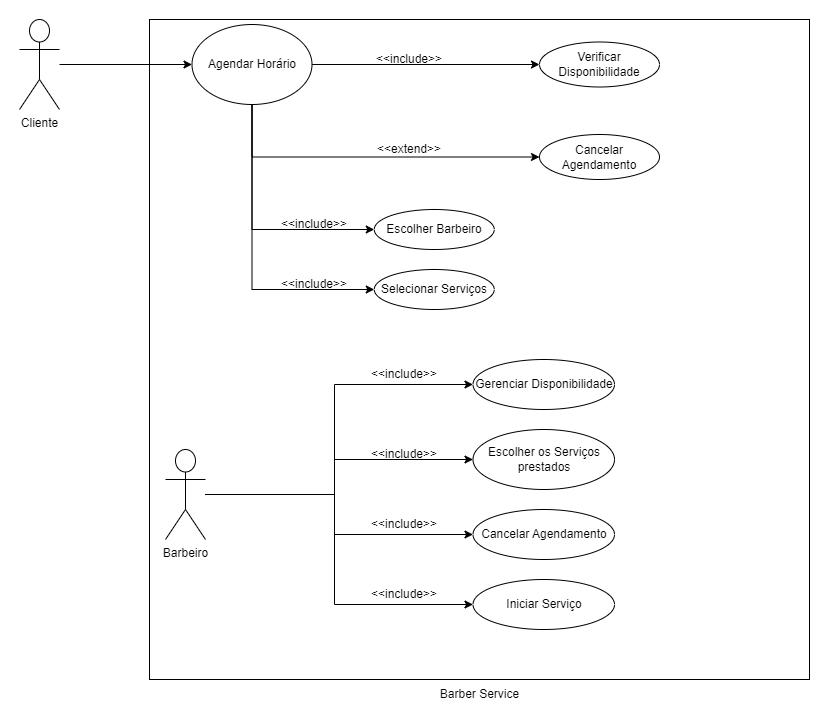 Cliente
Agendar Horário
<<include>>
Verificar
Disponibilidade
<<extend>>
Cancelar
Agendamento
<<include>>
Escolher Barbeiro
<<include>>
Selecionar Serviços
<<include>>
Gerenciar Disponibilidade
<<include>>
Escolher os Serviços
prestados
Barbeiro
<<include>>
Cancelar Agendamento
<<include>>
Iniciar Serviço
Barber Service